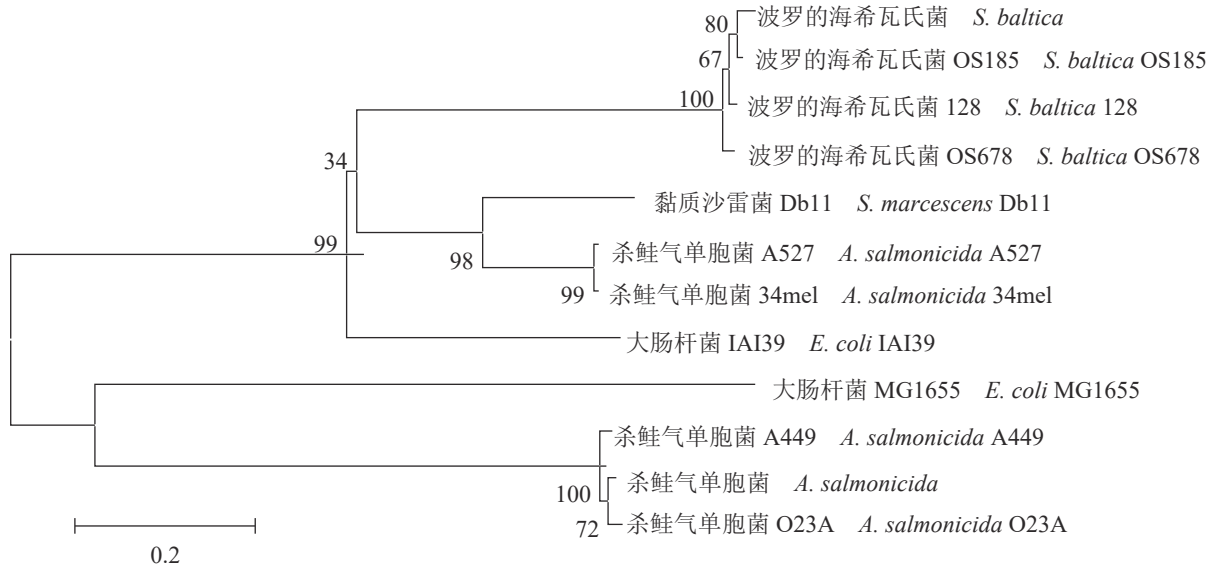 80
波罗的海希瓦氏菌 S. baltica
67
波罗的海希瓦氏菌 OS185 S. baltica OS185
100
波罗的海希瓦氏菌 128 S. baltica 128
波罗的海希瓦氏菌 OS678 S. baltica OS678
34
黏质沙雷菌 Db11 S. marcescens Db11
99
98
杀鲑气单胞菌 A527 A. salmonicida A527
99
杀鲑气单胞菌 34mel A. salmonicida 34mel
大肠杆菌 IAI39 E. coli IAI39
大肠杆菌 MG1655 E. coli MG1655
杀鲑气单胞菌 A449 A. salmonicida A449
100
杀鲑气单胞菌 A. salmonicida
72
杀鲑气单胞菌 O23A A. salmonicida O23A
0.2